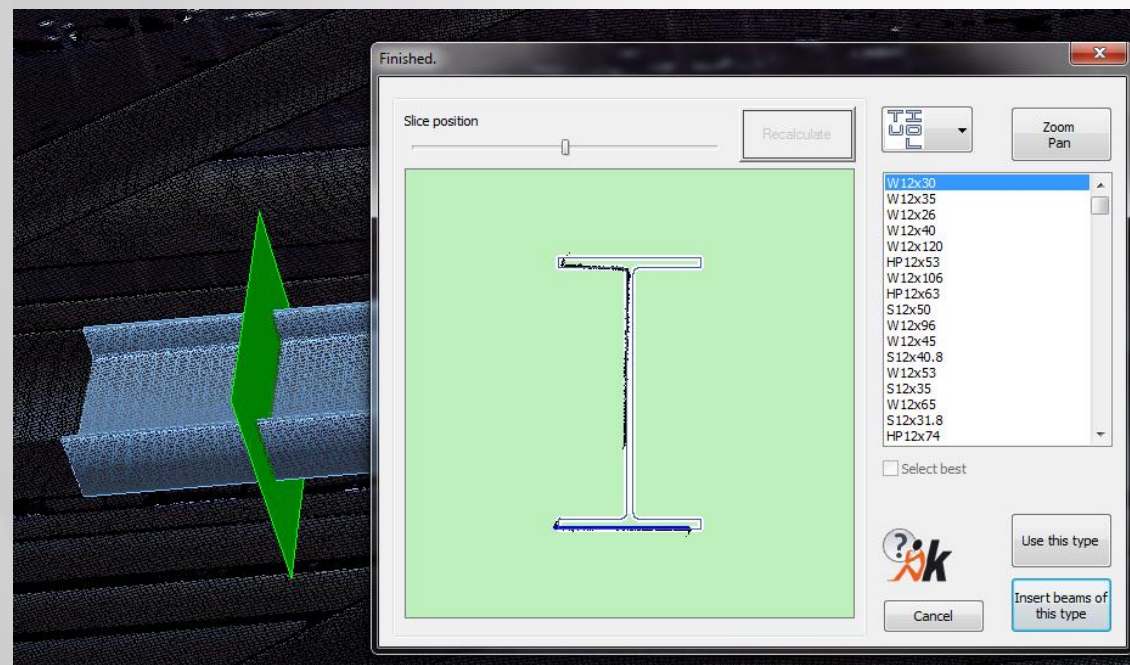 Finished.
Slice position
Recalculate
Zoom
Pan
W12x30
W12x35
W12x26
W12x40
W12x120
HP12x53
W12x106
HP12x63
S12x50
W12x96
W12x45
S12x40.8
W12x53
S12x35
W12x65
S12x31.8
HP12x74
Select best
Use this type
Insert beams of
this type
Cancel